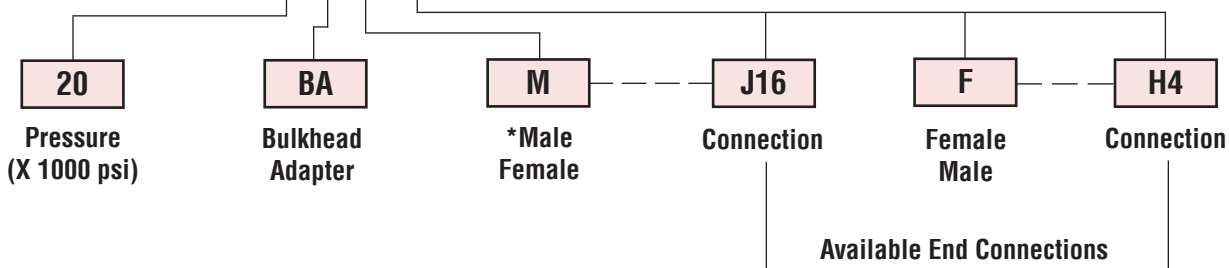 20 BA M J16 F H4
Pressure Bulkhead *Male Connection Female Connection
(X 1000 psi) Adapter Female Male
Available End Connections